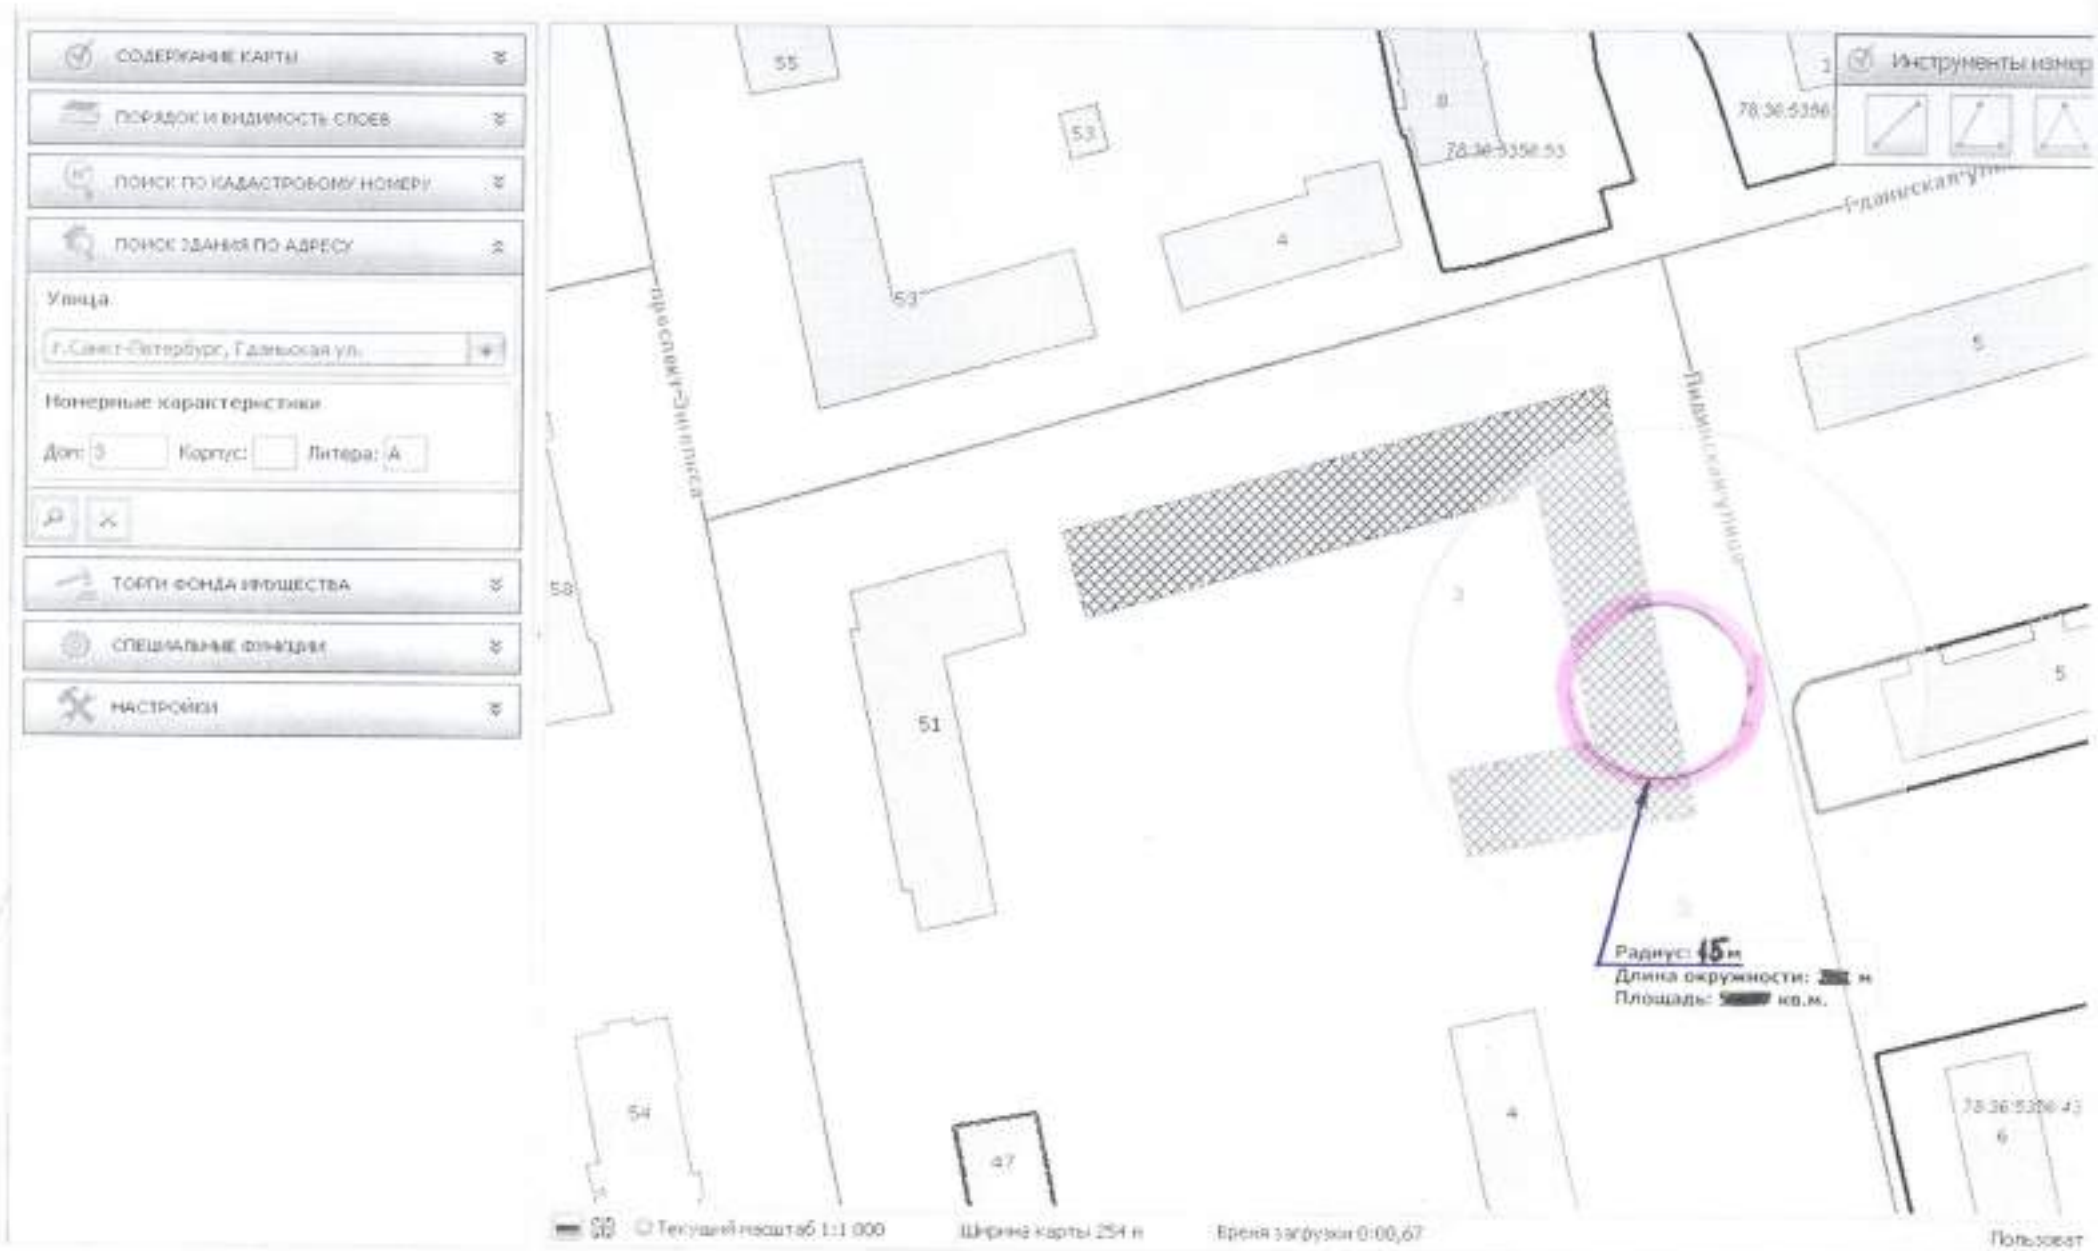 СОДЕРЖАНИЕ КАРТЫ
ПОРЯДОК И ВИДИМОСТЬ СЛОЕВ
ПОИСК ПО КАДАСТРОВОМУ НОМЕРУ
ПОИСК ЗДАНИЯ ПО АДРЕСУ
Улица
г.Санкт-Петербург, Гданьская ул.
Номерные характеристики
Дом: 3 Корпус: Литера: А
ТОРГИ ФОНДА ИМУЩЕСТВА
СПЕЦИАЛЬНЫЕ ФУНКЦИИ
НАСТРОЙКИ
Инструменты измер
55
53
8
78:36:5356:53
1
78:36:5356:
Гданьская
4
53
проспект Энгельса
5
58
3
51
5
Радиус: 15 м
Длина окружности: м
Площадь: кв.м.
54
47
4
78:36:5356:43
6
Текущий масштаб 1:1 000 Ширина карты 254 м Время загрузки 0:00,67
Пользоват